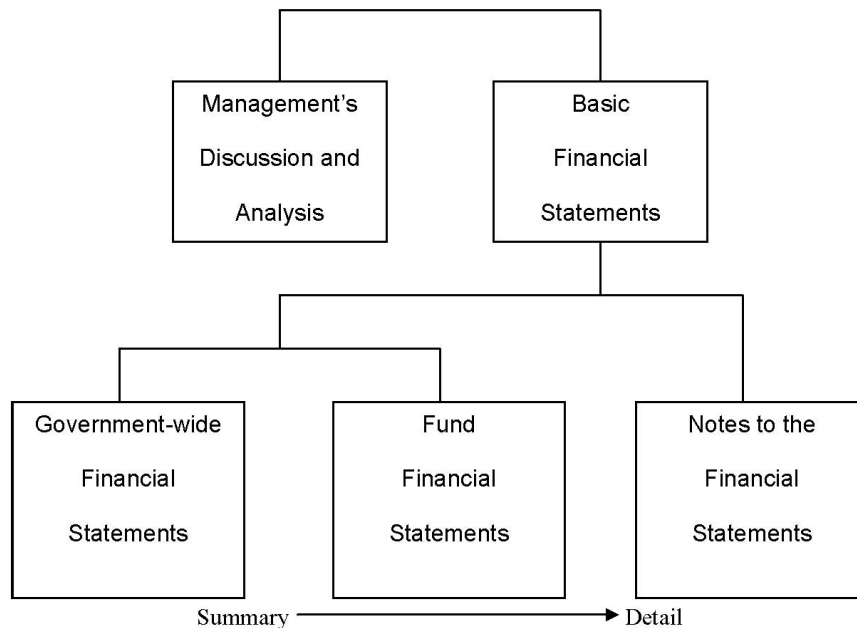 Management’s
Discussion and
Analysis
Basic
Financial
Statements
Government-wide
Financial
Statements
Fund
Financial
Statements
Notes to the
Financial
Statements
Summary
Detail